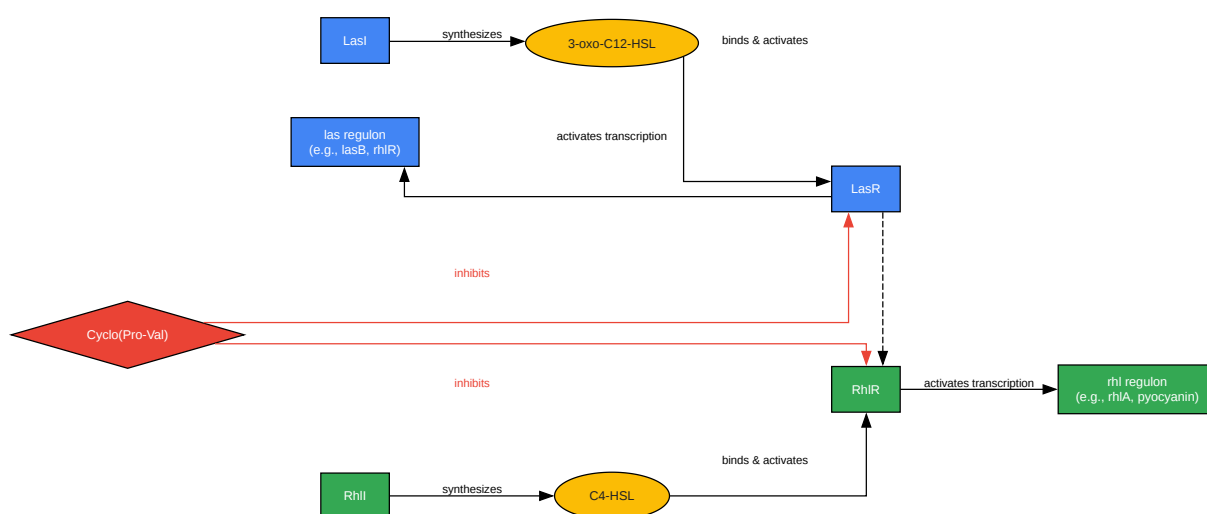 LasI
synthesizes
3-oxo-C12-HSL
binds & activates
las regulon
(e.g., lasB, rhlR)
activates transcription
LasR
inhibits
Cyclo(Pro-Val)
inhibits
RhlR
activates transcription
rhl regulon
(e.g., rhlA, pyocyanin)
binds & activates
RhlI
synthesizes
C4-HSL